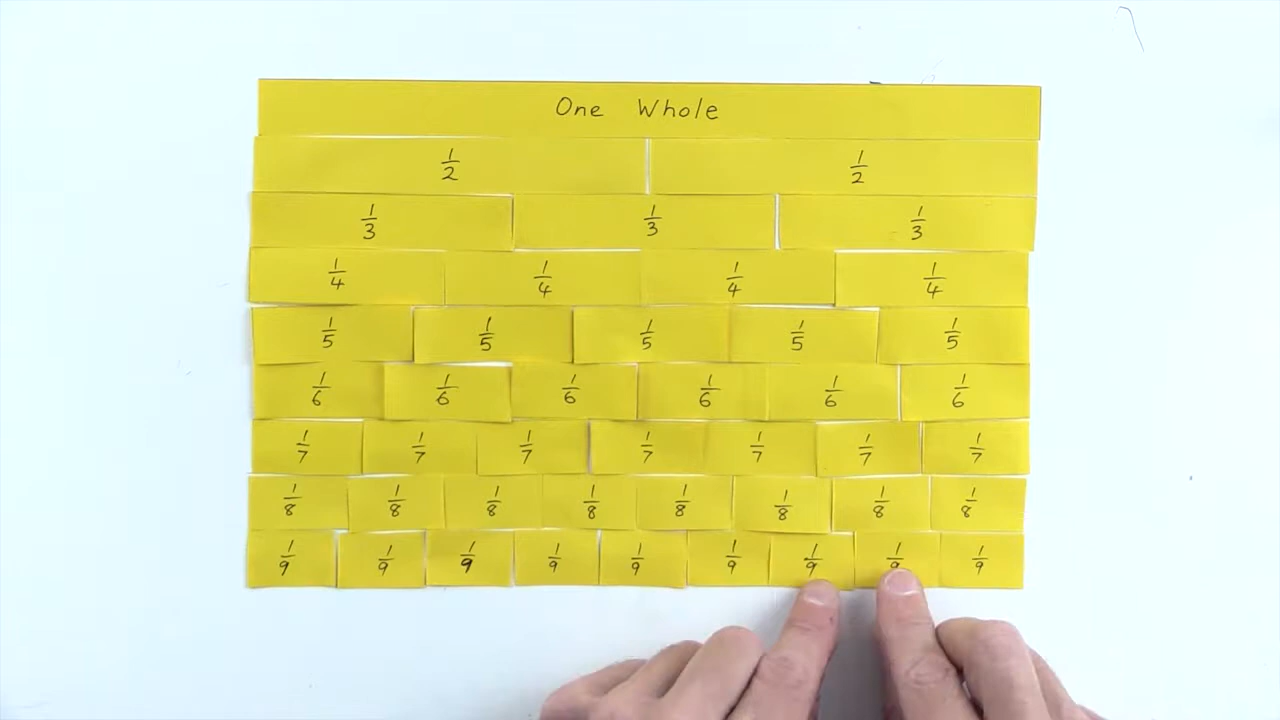 One Whole
1/2 1/2
1/3 1/3 1/3
1/4 1/4 1/4 1/4
1/5 1/5 1/5 1/5 1/5
1/6 1/6 1/6 1/6 1/6 1/6
1/7 1/7 1/7 1/7 1/7 1/7 1/7
1/8 1/8 1/8 1/8 1/8 1/8 1/8 1/8
1/9 1/9 1/9 1/9 1/9 1/9 1/9 1/9 1/9